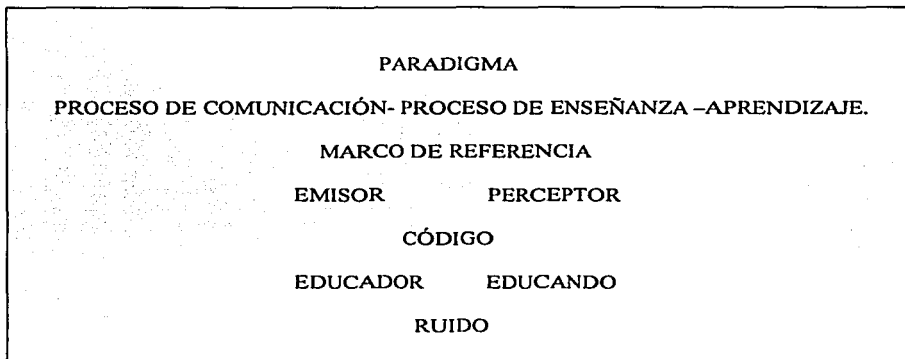 PARADIGMA
PROCESO DE COMUNICACIÓN- PROCESO DE ENSEÑANZA –APRENDIZAJE.
MARCO DE REFERENCIA
EMISOR PERCEPTOR
CÓDIGO
EDUCADOR EDUCANDO
RUIDO